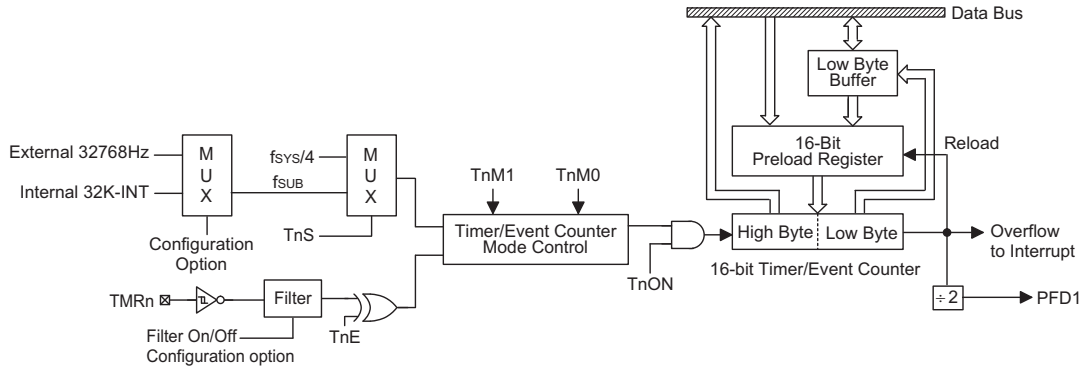 Data Bus
Low Byte
Buffer
16-Bit
Preload Register
Reload
External 32768Hz
Internal 32K-INT
M
U
X
Configuration
Option
fSYS/4
fSUB
M
U
X
TnS
TnM1
TnM0
Timer/Event Counter
Mode Control
TnON
High Byte
Low Byte
16-bit Timer/Event Counter
Overflow
to Interrupt
÷2
PFD1
TMRn
Filter
TnE
Filter On/Off
Configuration option